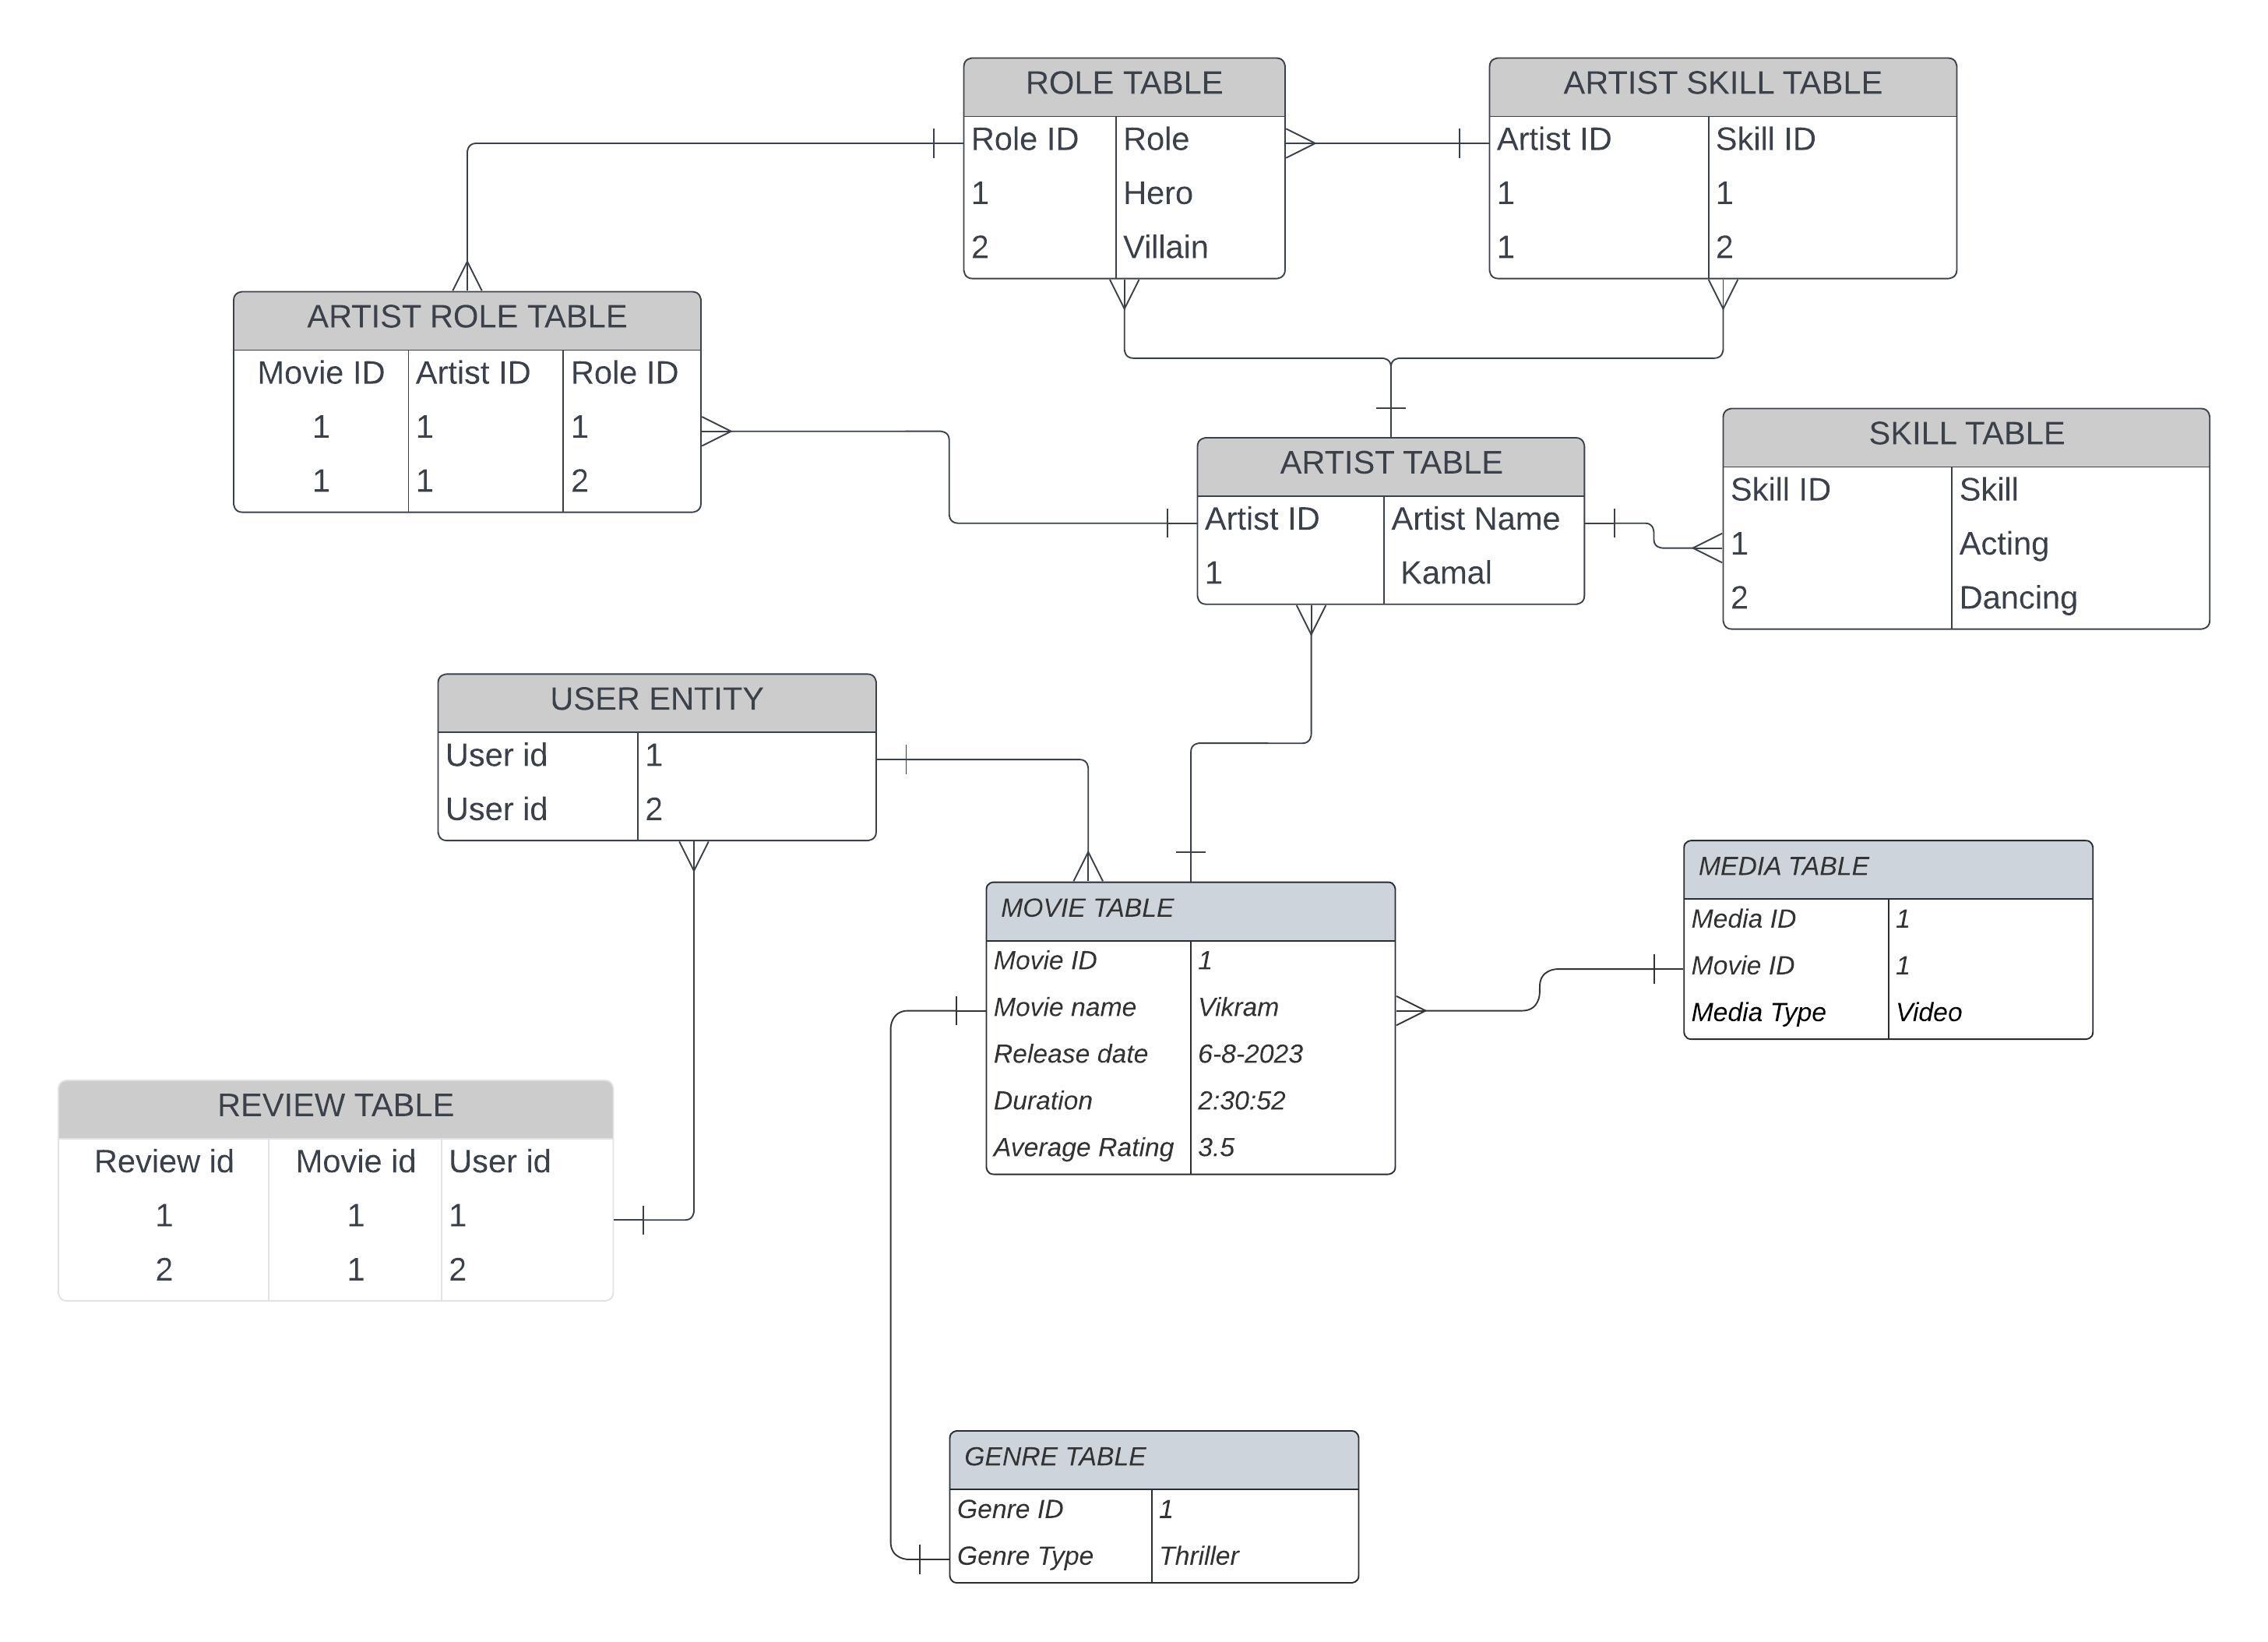 ROLE TABLE
Role ID Role
1 Hero
2 Villain
ARTIST SKILL TABLE
Artist ID Skill ID
1 1
1 2
ARTIST ROLE TABLE
Movie ID Artist ID Role ID
1 1 1
1 1 2
ARTIST TABLE
Artist ID Artist Name
1 Kamal
SKILL TABLE
Skill ID Skill
1 Acting
2 Dancing
USER ENTITY
User id 1
User id 2
MOVIE TABLE
Movie ID 1
Movie name Vikram
Release date 6-8-2023
Duration 2:30:52
Average Rating 3.5
MEDIA TABLE
Media ID 1
Movie ID 1
Media Type Video
REVIEW TABLE
Review id Movie id User id
1 1 1
2 1 2
GENRE TABLE
Genre ID 1
Genre Type Thriller